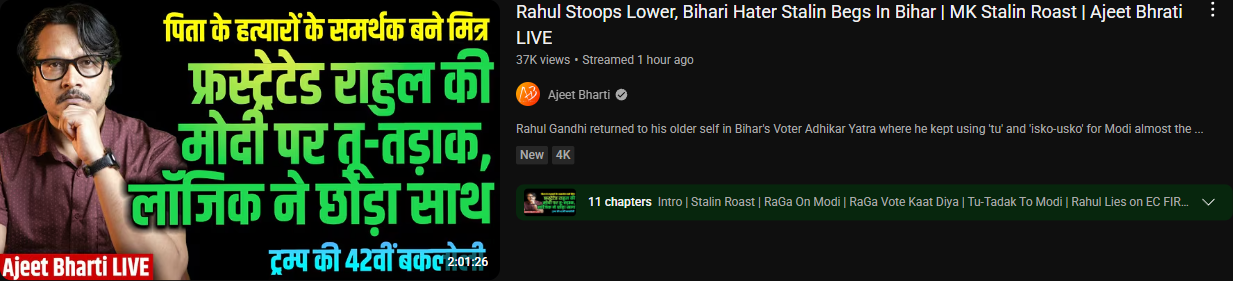 पिता के हत्यारों के समर्थक बने मित्र
फ्रस्ट्रेटेड राहुल की
मोदी पर तू-तड़ाक,
लॉजिक ने छोड़ा साथ
ट्रम्प की 42वीं
2:01:26
Ajeet Bharti LIVE
Rahul Stoops Lower, Bihari Hater Stalin Begs In Bihar | MK Stalin Roast | Ajeet Bhrati
LIVE
37K views • Streamed 1 hour ago
Ajeet Bharti
Rahul Gandhi returned to his older self in Bihar's Voter Adhikar Yatra where he kept using 'tu' and 'isko-usko' for Modi almost the ...
New 4K
11 chapters Intro | Stalin Roast | RaGa On Modi | RaGa Vote Kaat Diya | Tu-Tadak To Modi | Rahul Lies on EC FIR...